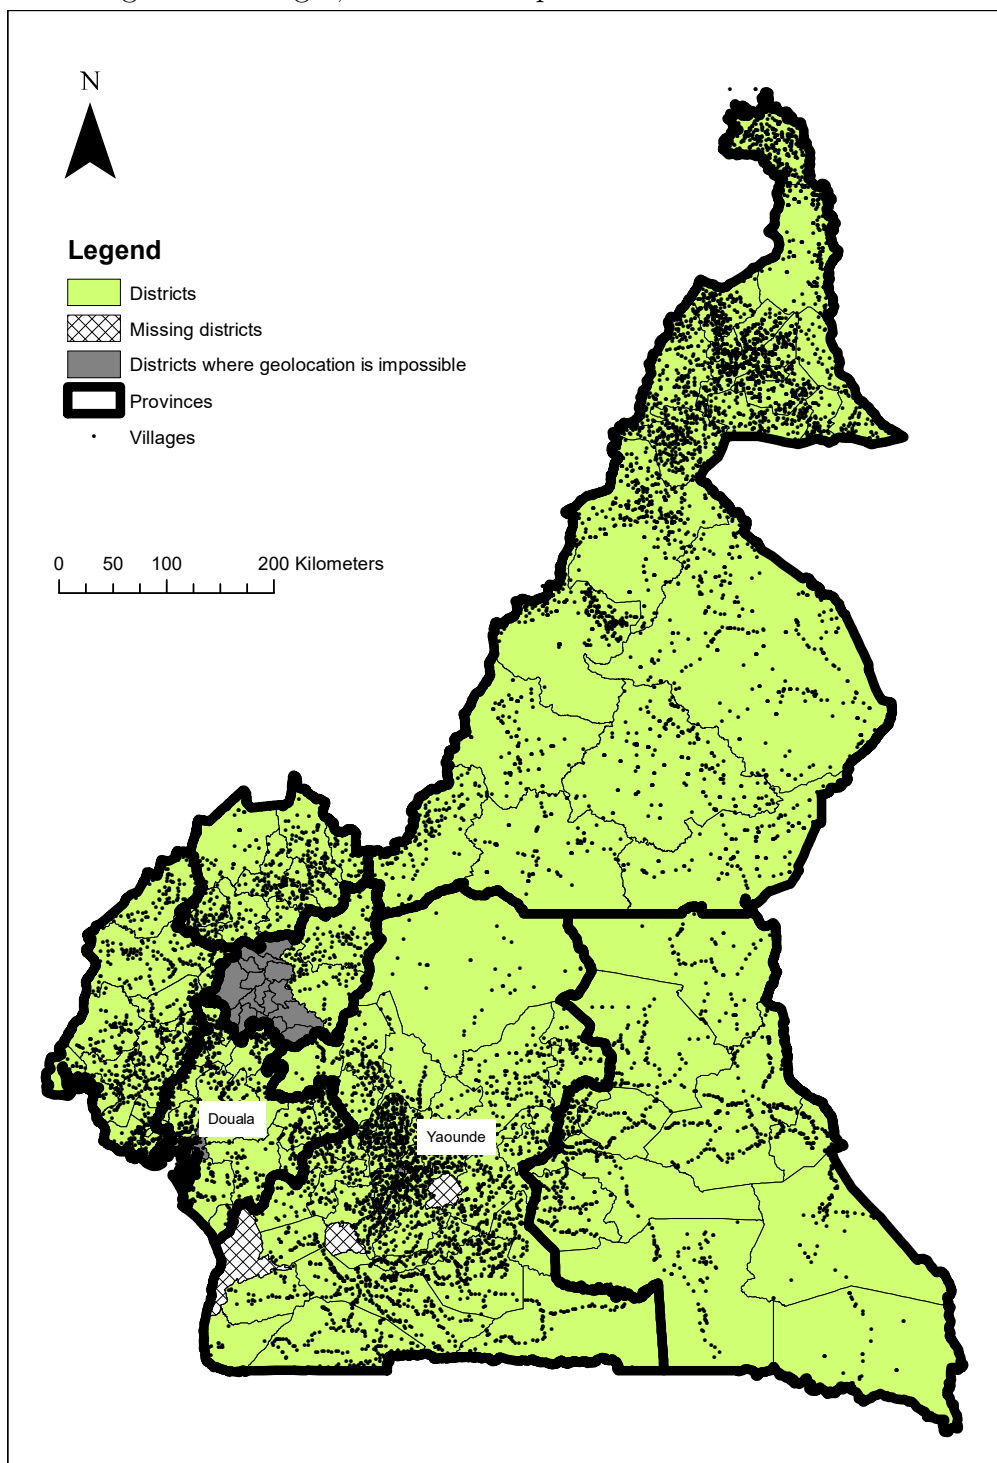 N
Legend
Districts
Missing districts
Districts where geolocation is impossible
Provinces
Villages
0 50 100 200 Kilometers
Douala
Yaounde